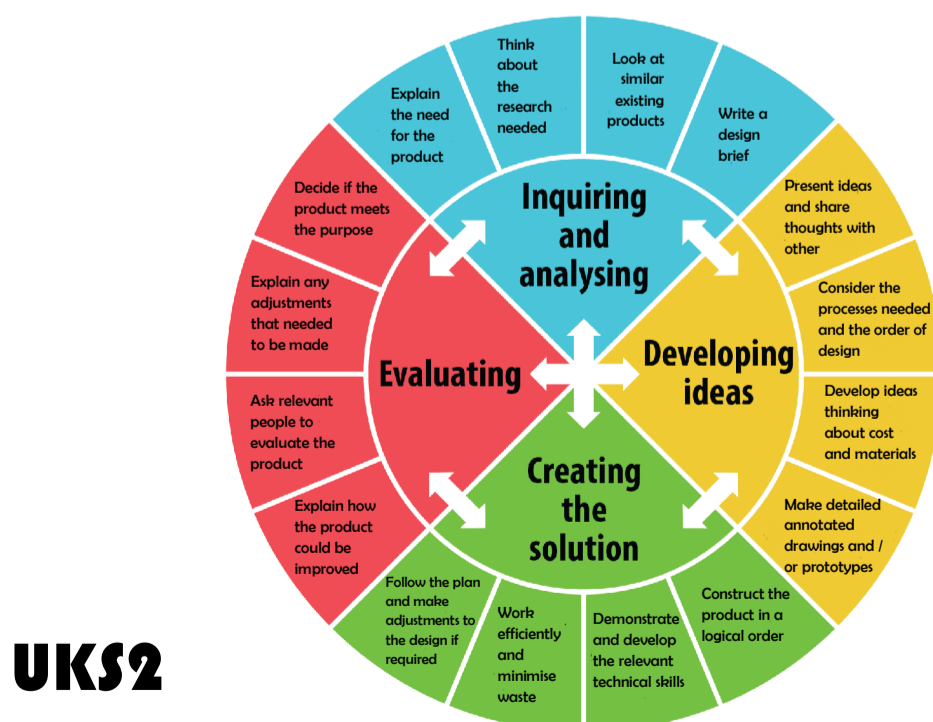 Explain
the need
for the
product
Think
about
the
research
needed
Look at
similar
existing
products
Write a
design
brief
Inquiring
and
analysing
Present ideas
and share
thoughts with
other
Consider the
processes needed
and the order of
design
Develop ideas
thinking
about cost
and materials
Make detailed
annotated
drawings and /
or prototypes
Developing
ideas
Construct the
product in a
logical order
Demonstrate
and develop
the relevant
technical skills
Work
efficiently
and
minimise
waste
Follow the plan
and make
adjustments to
the design if
required
Creating
the
solution
Explain how
the product
could be
improved
Ask relevant
people to
evaluate the
product
Explain any
adjustments
that needed
to be made
Decide if the
product meets
the purpose
Evaluating
UKS2